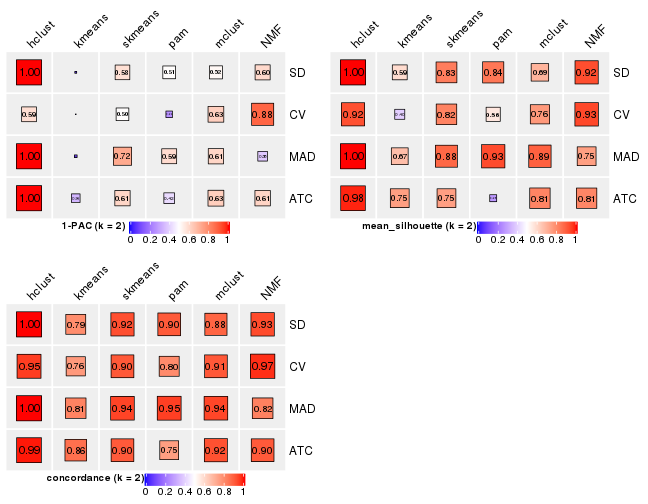 hclust kmeans skmeans pam mclust NMF
1.00 0.58 0.51 0.52 0.60 SD
0.59 0.50 0.63 0.88 CV
1.00 0.72 0.59 0.61 MAD
1.00 0.61 0.63 0.61 ATC
1-PAC (k = 2)
0 0.2 0.4 0.6 0.8 1
hclust kmeans skmeans pam mclust NMF
1.00 0.59 0.83 0.84 0.69 0.92 SD
0.92 0.82 0.56 0.76 0.93 CV
1.00 0.67 0.88 0.93 0.89 0.75 MAD
0.98 0.75 0.75 0.81 0.81 ATC
mean_silhouette (k = 2)
0 0.2 0.4 0.6 0.8 1
hclust kmeans skmeans pam mclust NMF
1.00 0.79 0.92 0.90 0.88 0.93 SD
0.95 0.76 0.90 0.80 0.91 0.97 CV
1.00 0.81 0.94 0.95 0.94 0.82 MAD
0.99 0.86 0.90 0.75 0.92 0.90 ATC
concordance (k = 2)
0 0.2 0.4 0.6 0.8 1